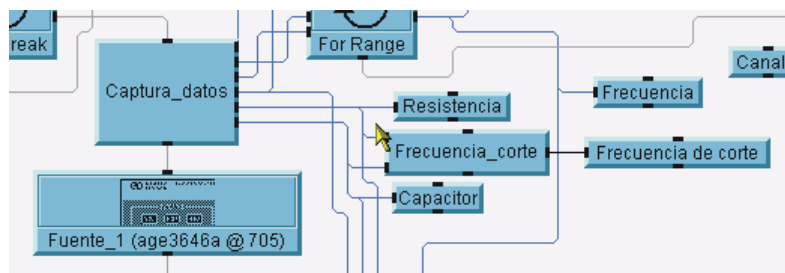 reak
For Range
Canal
Captura_datos
Resistencia
Frecuencia
Frecuencia_corte
Frecuencia de corte
Capacitor
Fuente_1 (age3646a @ 705)